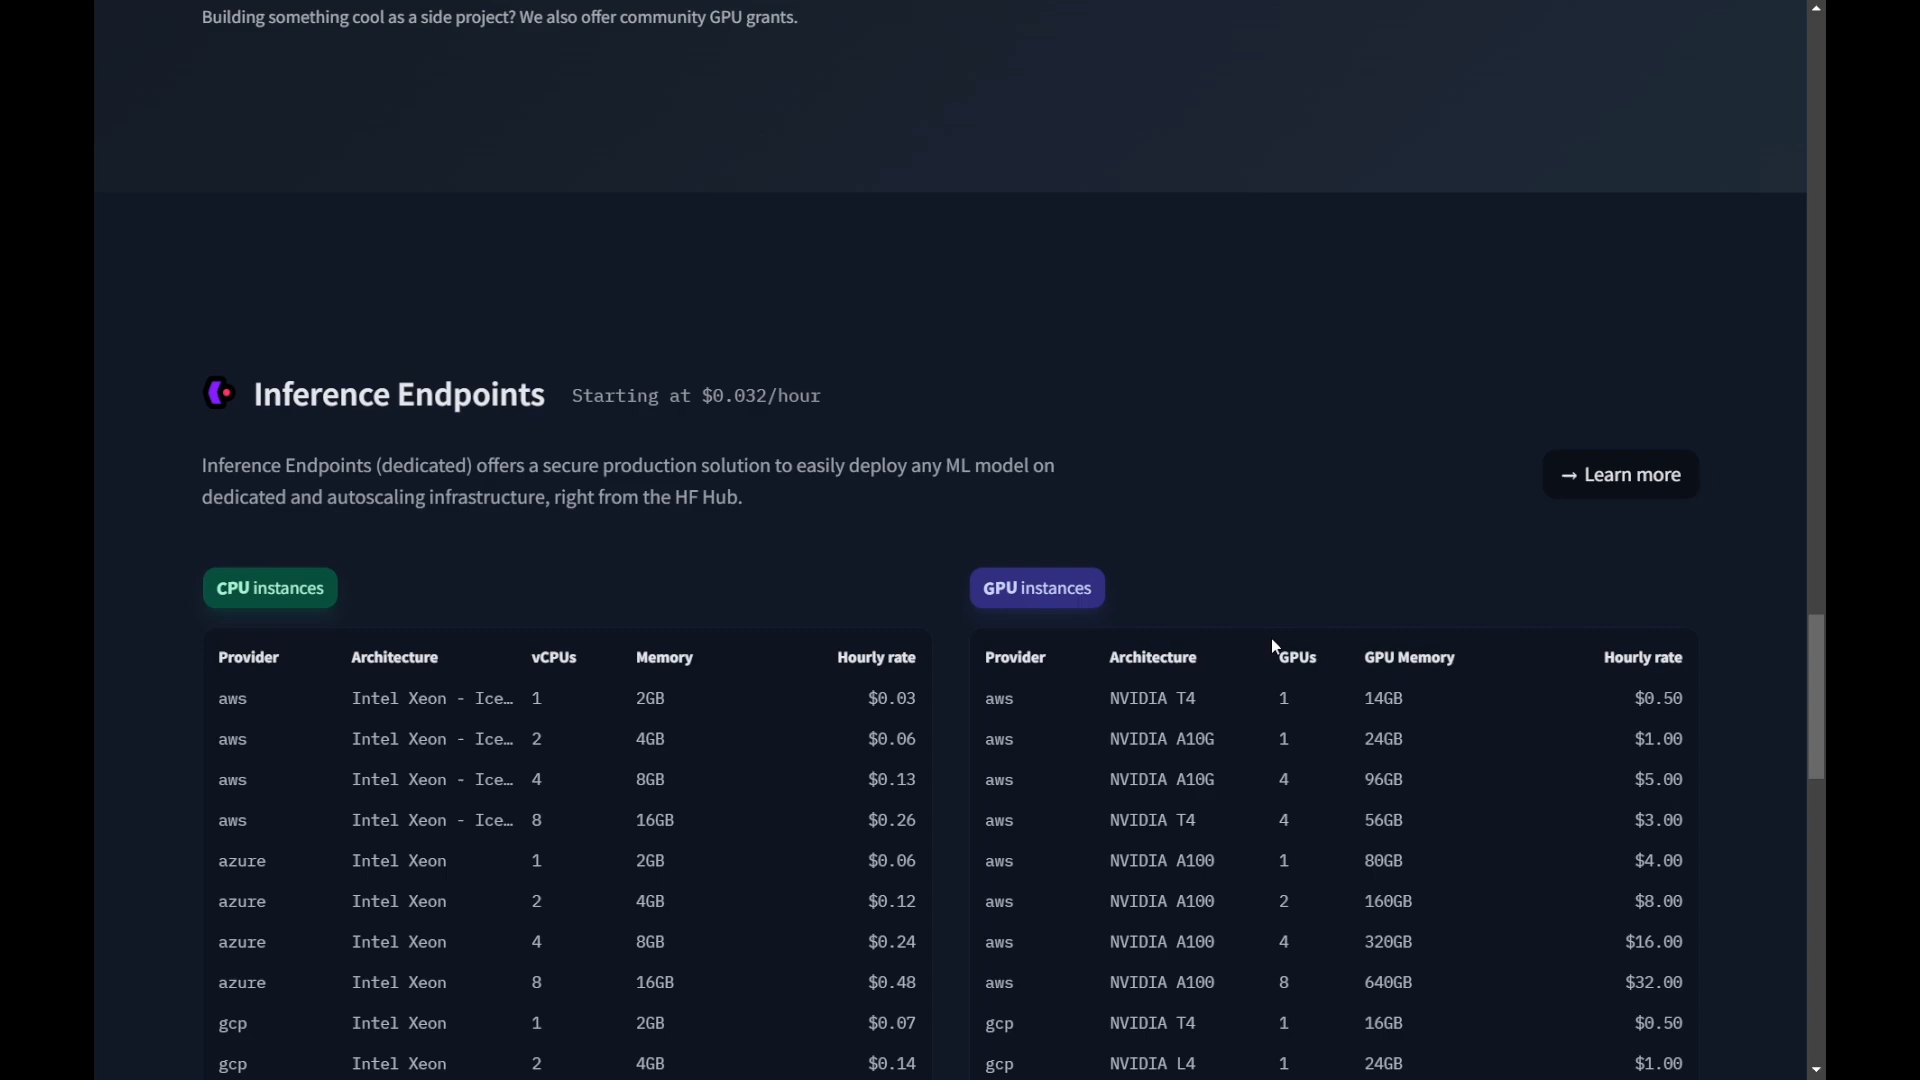 Building something cool as a side project? We also offer community GPU grants.
Inference Endpoints Starting at $0.032/hour
Inference Endpoints (dedicated) offers a secure production solution to easily deploy any ML model on
dedicated and autoscaling infrastructure, right from the HF Hub.
→ Learn more
CPU instances
Provider Architecture vCPUs Memory Hourly rate
aws Intel Xeon - Ice… 1 2GB $0.03
aws Intel Xeon - Ice… 2 4GB $0.06
aws Intel Xeon - Ice… 4 8GB $0.13
aws Intel Xeon - Ice… 8 16GB $0.26
azure Intel Xeon 1 2GB $0.06
azure Intel Xeon 2 4GB $0.12
azure Intel Xeon 4 8GB $0.24
azure Intel Xeon 8 16GB $0.48
gcp Intel Xeon 1 2GB $0.07
gcp Intel Xeon 2 4GB $0.14
GPU instances
Provider Architecture GPUs GPU Memory Hourly rate
aws NVIDIA T4 1 14GB $0.50
aws NVIDIA A10G 1 24GB $1.00
aws NVIDIA A10G 4 96GB $5.00
aws NVIDIA T4 4 56GB $3.00
aws NVIDIA A100 1 80GB $4.00
aws NVIDIA A100 2 160GB $8.00
aws NVIDIA A100 4 320GB $16.00
aws NVIDIA A100 8 640GB $32.00
gcp NVIDIA T4 1 16GB $0.50
gcp NVIDIA L4 1 24GB $1.00